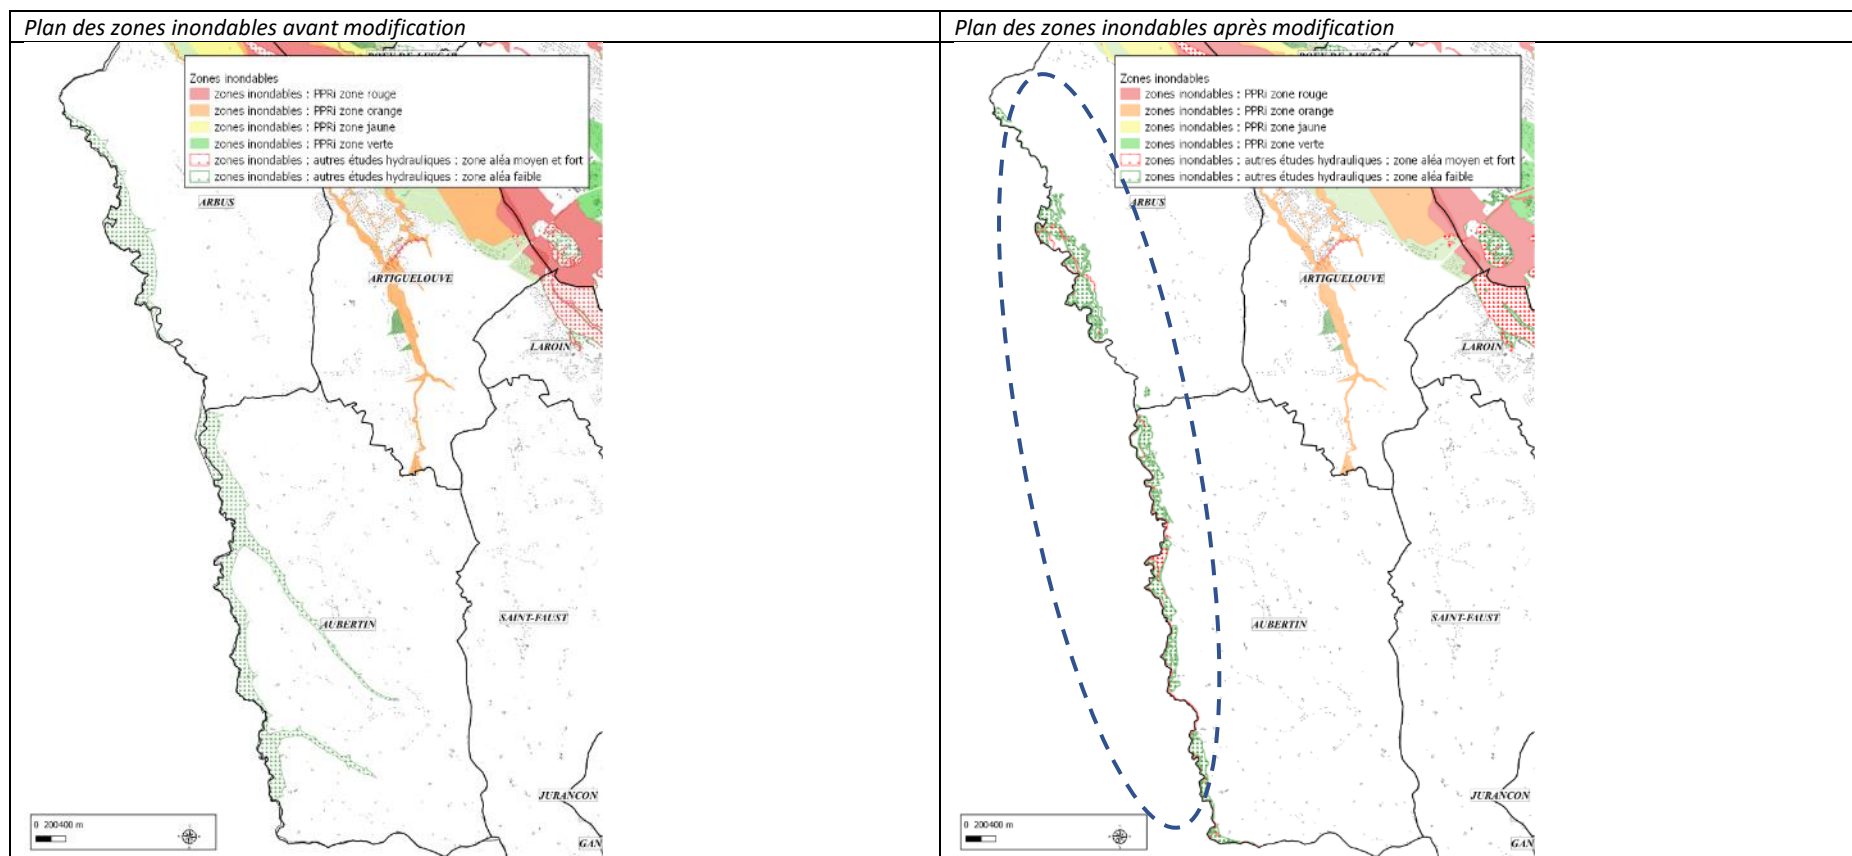 Plan des zones inondables avant modification
Zones inondables
zones inondables : PPRi zone rouge
zones inondables : PPRi zone orange
zones inondables : PPRi zone jaune
zones inondables : PPRi zone verte
zones inondables : autres études hydrauliques : zone aléa moyen et fort
zones inondables : autres études hydrauliques : zone aléa faible
ARBUS
ARTIGUELOUVE
LAROIN
AUBERTIN
SAINT-FAUST
JURANCON
GAN
0 200400 m
Plan des zones inondables après modification
Zones inondables
zones inondables : PPRi zone rouge
zones inondables : PPRi zone orange
zones inondables : PPRi zone jaune
zones inondables : PPRi zone verte
zones inondables : autres études hydrauliques : zone aléa moyen et fort
zones inondables : autres études hydrauliques : zone aléa faible
ARBUS
ARTIGUELOUVE
LAROIN
AUBERTIN
SAINT-FAUST
JURANCON
GAN
0 200400 m